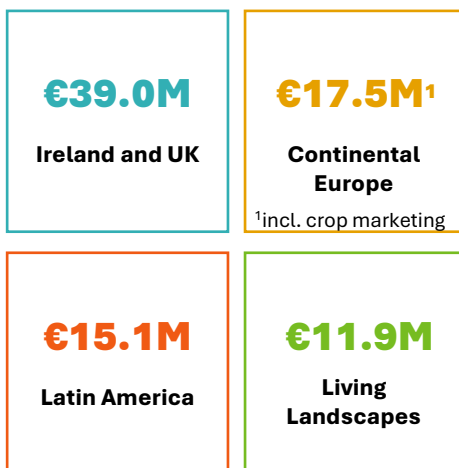 €39.0M
Ireland and UK
€17.5M¹
Continental
Europe
¹incl. crop marketing
€15.1M
Latin America
€11.9M
Living
Landscapes